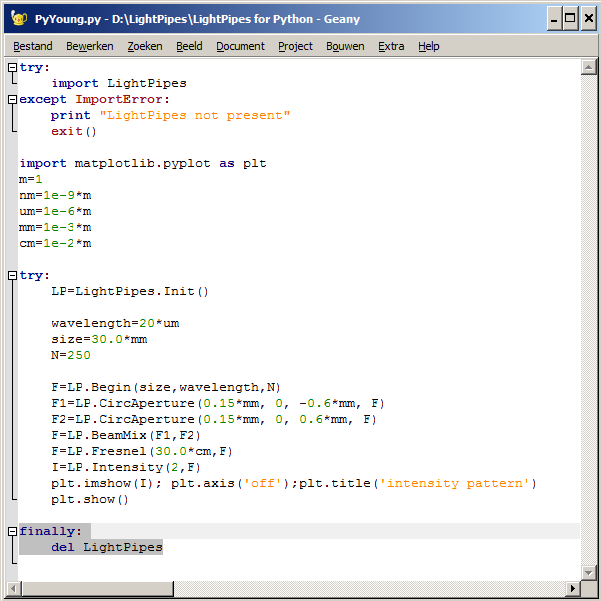 PyYoung.py - D:\LightPipes\LightPipes for Python - Geany
Bestand Bewerken Zoeken Beeld Document Project Bouwen Extra Help
try:
    import LightPipes
except ImportError:
    print "LightPipes not present"
    exit()

import matplotlib.pyplot as plt
m=1
nm=1e-9*m
um=1e-6*m
mm=1e-3*m
cm=1e-2*m

try:
    LP=LightPipes.Init()

    wavelength=20*um
    size=30.0*mm
    N=250

    F=LP.Begin(size,wavelength,N)
    F1=LP.CircAperture(0.15*mm, 0, -0.6*mm, F)
    F2=LP.CircAperture(0.15*mm, 0, 0.6*mm, F)
    F=LP.BeamMix(F1,F2)
    F=LP.Fresnel(30.0*cm,F)
    I=LP.Intensity(2,F)
    plt.imshow(I); plt.axis('off');plt.title('intensity pattern')
    plt.show()

finally:
    del LightPipes